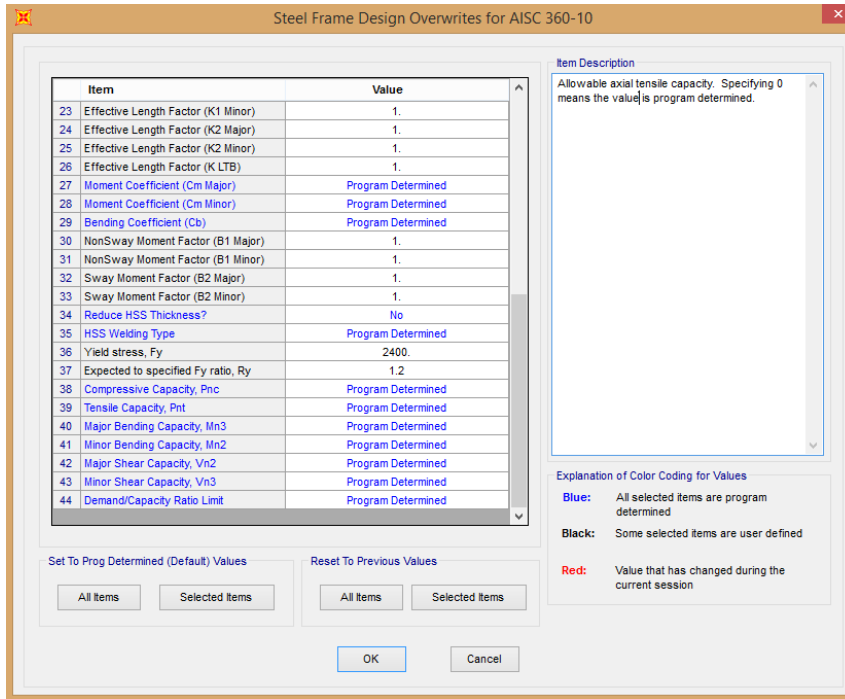 Steel Frame Design Overwrites for AISC 360-10
Item Value
23 Effective Length Factor (K1 Minor) 1.
24 Effective Length Factor (K2 Major) 1.
25 Effective Length Factor (K2 Minor) 1.
26 Effective Length Factor (K LTB) 1.
27 Moment Coefficient (Cm Major) Program Determined
28 Moment Coefficient (Cm Minor) Program Determined
29 Bending Coefficient (Cb) Program Determined
30 NonSway Moment Factor (B1 Major) 1.
31 NonSway Moment Factor (B1 Minor) 1.
32 Sway Moment Factor (B2 Major) 1.
33 Sway Moment Factor (B2 Minor) 1.
34 Reduce HSS Thickness? No
35 HSS Welding Type Program Determined
36 Yield stress, Fy 2400.
37 Expected to specified Fy ratio, Ry 1.2
38 Compressive Capacity, Pnc Program Determined
39 Tensile Capacity, Pnt Program Determined
40 Major Bending Capacity, Mn3 Program Determined
41 Minor Bending Capacity, Mn2 Program Determined
42 Major Shear Capacity, Vn2 Program Determined
43 Minor Shear Capacity, Vn3 Program Determined
44 Demand/Capacity Ratio Limit Program Determined
Set To Prog Determined (Default) Values
All Items Selected Items
Reset To Previous Values
All Items Selected Items
Item Description
Allowable axial tensile capacity. Specifying 0
means the value is program determined.
Explanation of Color Coding for Values
Blue: All selected items are program
determined
Black: Some selected items are user defined
Red: Value that has changed during the
current session
OK Cancel